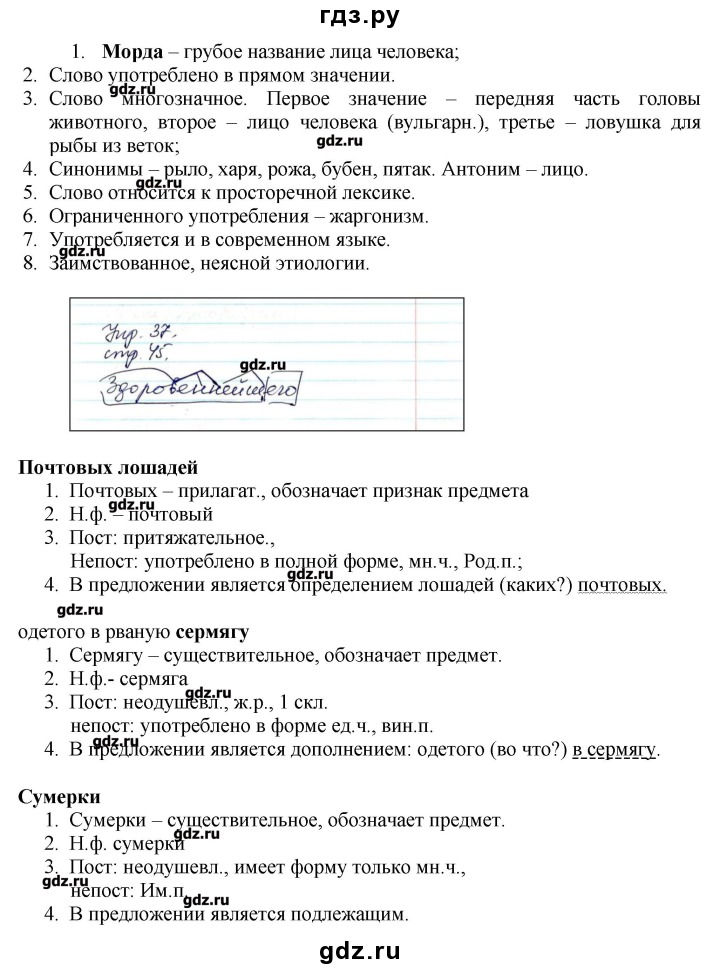 гдз.ру
1. Морда – грубое название лица человека;
2. Слово употреблено в прямом значении.
gdz.ru
3. Слово многозначное. Первое значение – передняя часть головы
животного, второе – лицо человека (вульгарн.), третье – ловушка для
gdz.ru
рыбы из веток;
4. Синонимы – рыло, харя, рожа, бубен, пятак. Антоним – лицо.
gdz.ru
5. Слово относится к просторечной лексике.
6. Ограниченного употребления – жаргонизм.
7. Употребляется и в современном языке.
gdz.ru
8. Заимствованное, неясной этиологии.
Упр. 37.
стр. 45.
gdz.ru
Здоровеннейшего
Почтовых лошадей
1. Почтовых – прилагат., обозначает признак предмета
gdz.ru
2. Н.ф. – почтовый
3. Пост: притяжательное.,
Непост: употреблено в полной форме, мн.ч., Род.п.;
gdz.ru
4. В предложении является определением лошадей (каких?) почтовых.
gdz.ru
одетого в рваную сермягу
1. Сермягу – существительное, обозначает предмет.
2. Н.ф.- сермяга
gdz.ru
3. Пост: неодушевл., ж.р., 1 скл.
непост: употреблено в форме ед.ч., вин.п.
gdz.ru
4. В предложении является дополнением: одетого (во что?) в сермягу.
Сумерки
1. Сумерки – существительное, обозначает предмет.
gdz.ru
2. Н.ф. сумерки
3. Пост: неодушевл., имеет форму только мн.ч.,
gdz.ru
непост: Им.п.
gdz.ru
4. В предложении является подлежащим.
gdz.ru